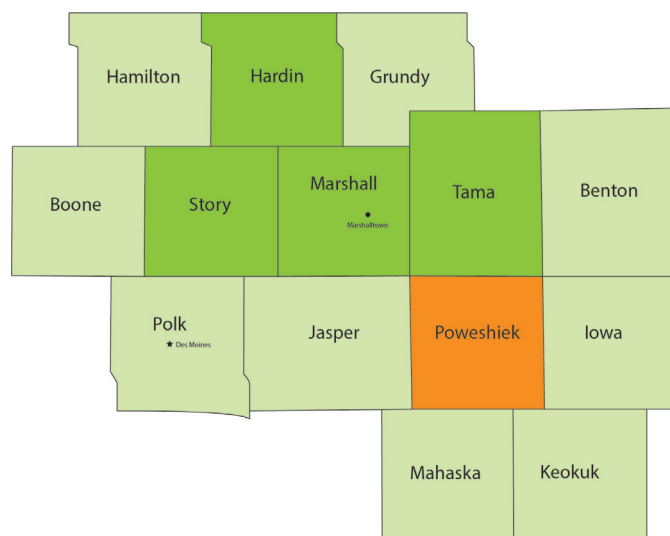 Hamilton
Hardin
Grundy
Boone
Story
Marshall
Marshalltown
Tama
Benton
Polk
Des Moines
Jasper
Poweshiek
Iowa
Mahaska
Keokuk